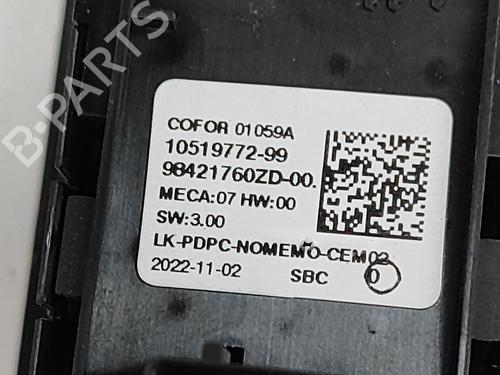 B-PARTS
COFOR 01059A
10519772-99
98421760ZD-00.
MECA:07 HW:00
SW:3.00
LK-PDPC-NOMEMO-CEM02
2022-11-02 SBC 0